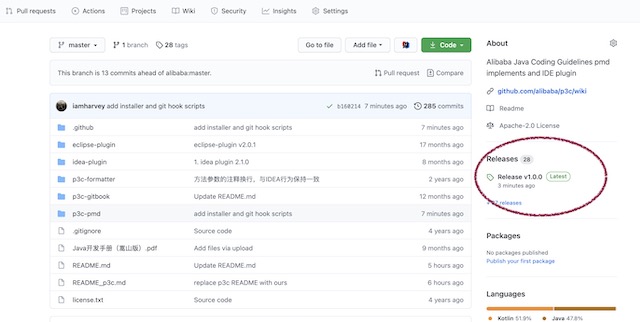 Pull requests Actions Projects Wiki Security Insights Settings
master 1 branch 28 tags Go to file Add file Code
This branch is 13 commits ahead of alibaba:master. Pull request Compare
iamharvey add installer and git hook scripts b160214 7 minutes ago 285 commits
.github add installer and git hook scripts 7 minutes ago
eclipse-plugin eclipse-plugin v2.0.1 17 months ago
idea-plugin 1. idea plugin 2.1.0 8 months ago
p3c-formatter 方法参数的注释换行，与IDEA行为保持一致 2 years ago
p3c-gitbook Update README.md 12 months ago
p3c-pmd add installer and git hook scripts 7 minutes ago
.gitignore Source code 4 years ago
Java开发手册（嵩山版）.pdf Add files via upload 9 months ago
README.md Update README.md 5 hours ago
README_p3c.md replace p3c README with ours 6 hours ago
license.txt Source code 4 years ago
About
Alibaba Java Coding Guidelines pmd
implements and IDE plugin
github.com/alibaba/p3c/wiki
Readme
Apache-2.0 License
Releases 28
Release v1.0.0 Latest
3 minutes ago
+ 27 releases
Packages
No packages published
Publish your first package
Languages
Kotlin 51.9% Java 47.8%